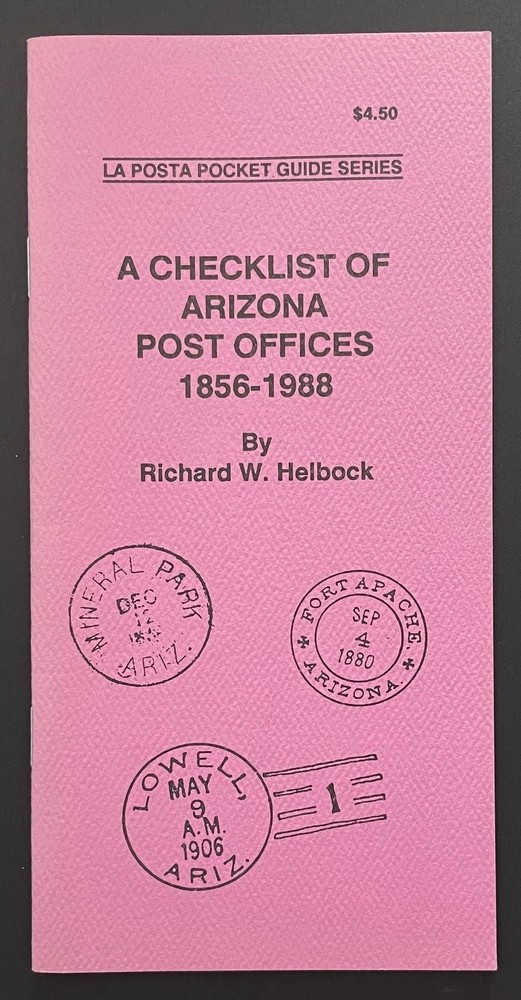 $4.50
LA POSTA POCKET GUIDE SERIES
A CHECKLIST OF
ARIZONA
POST OFFICES
1856-1988
By
Richard W. Helbock
MINERAL PARK
DEC
12
ARIZ.
FORT APACHE,
SEP
4
1880
ARIZONA.
LOWELL,
MAY
9
A.M.
1906
ARIZ.
1